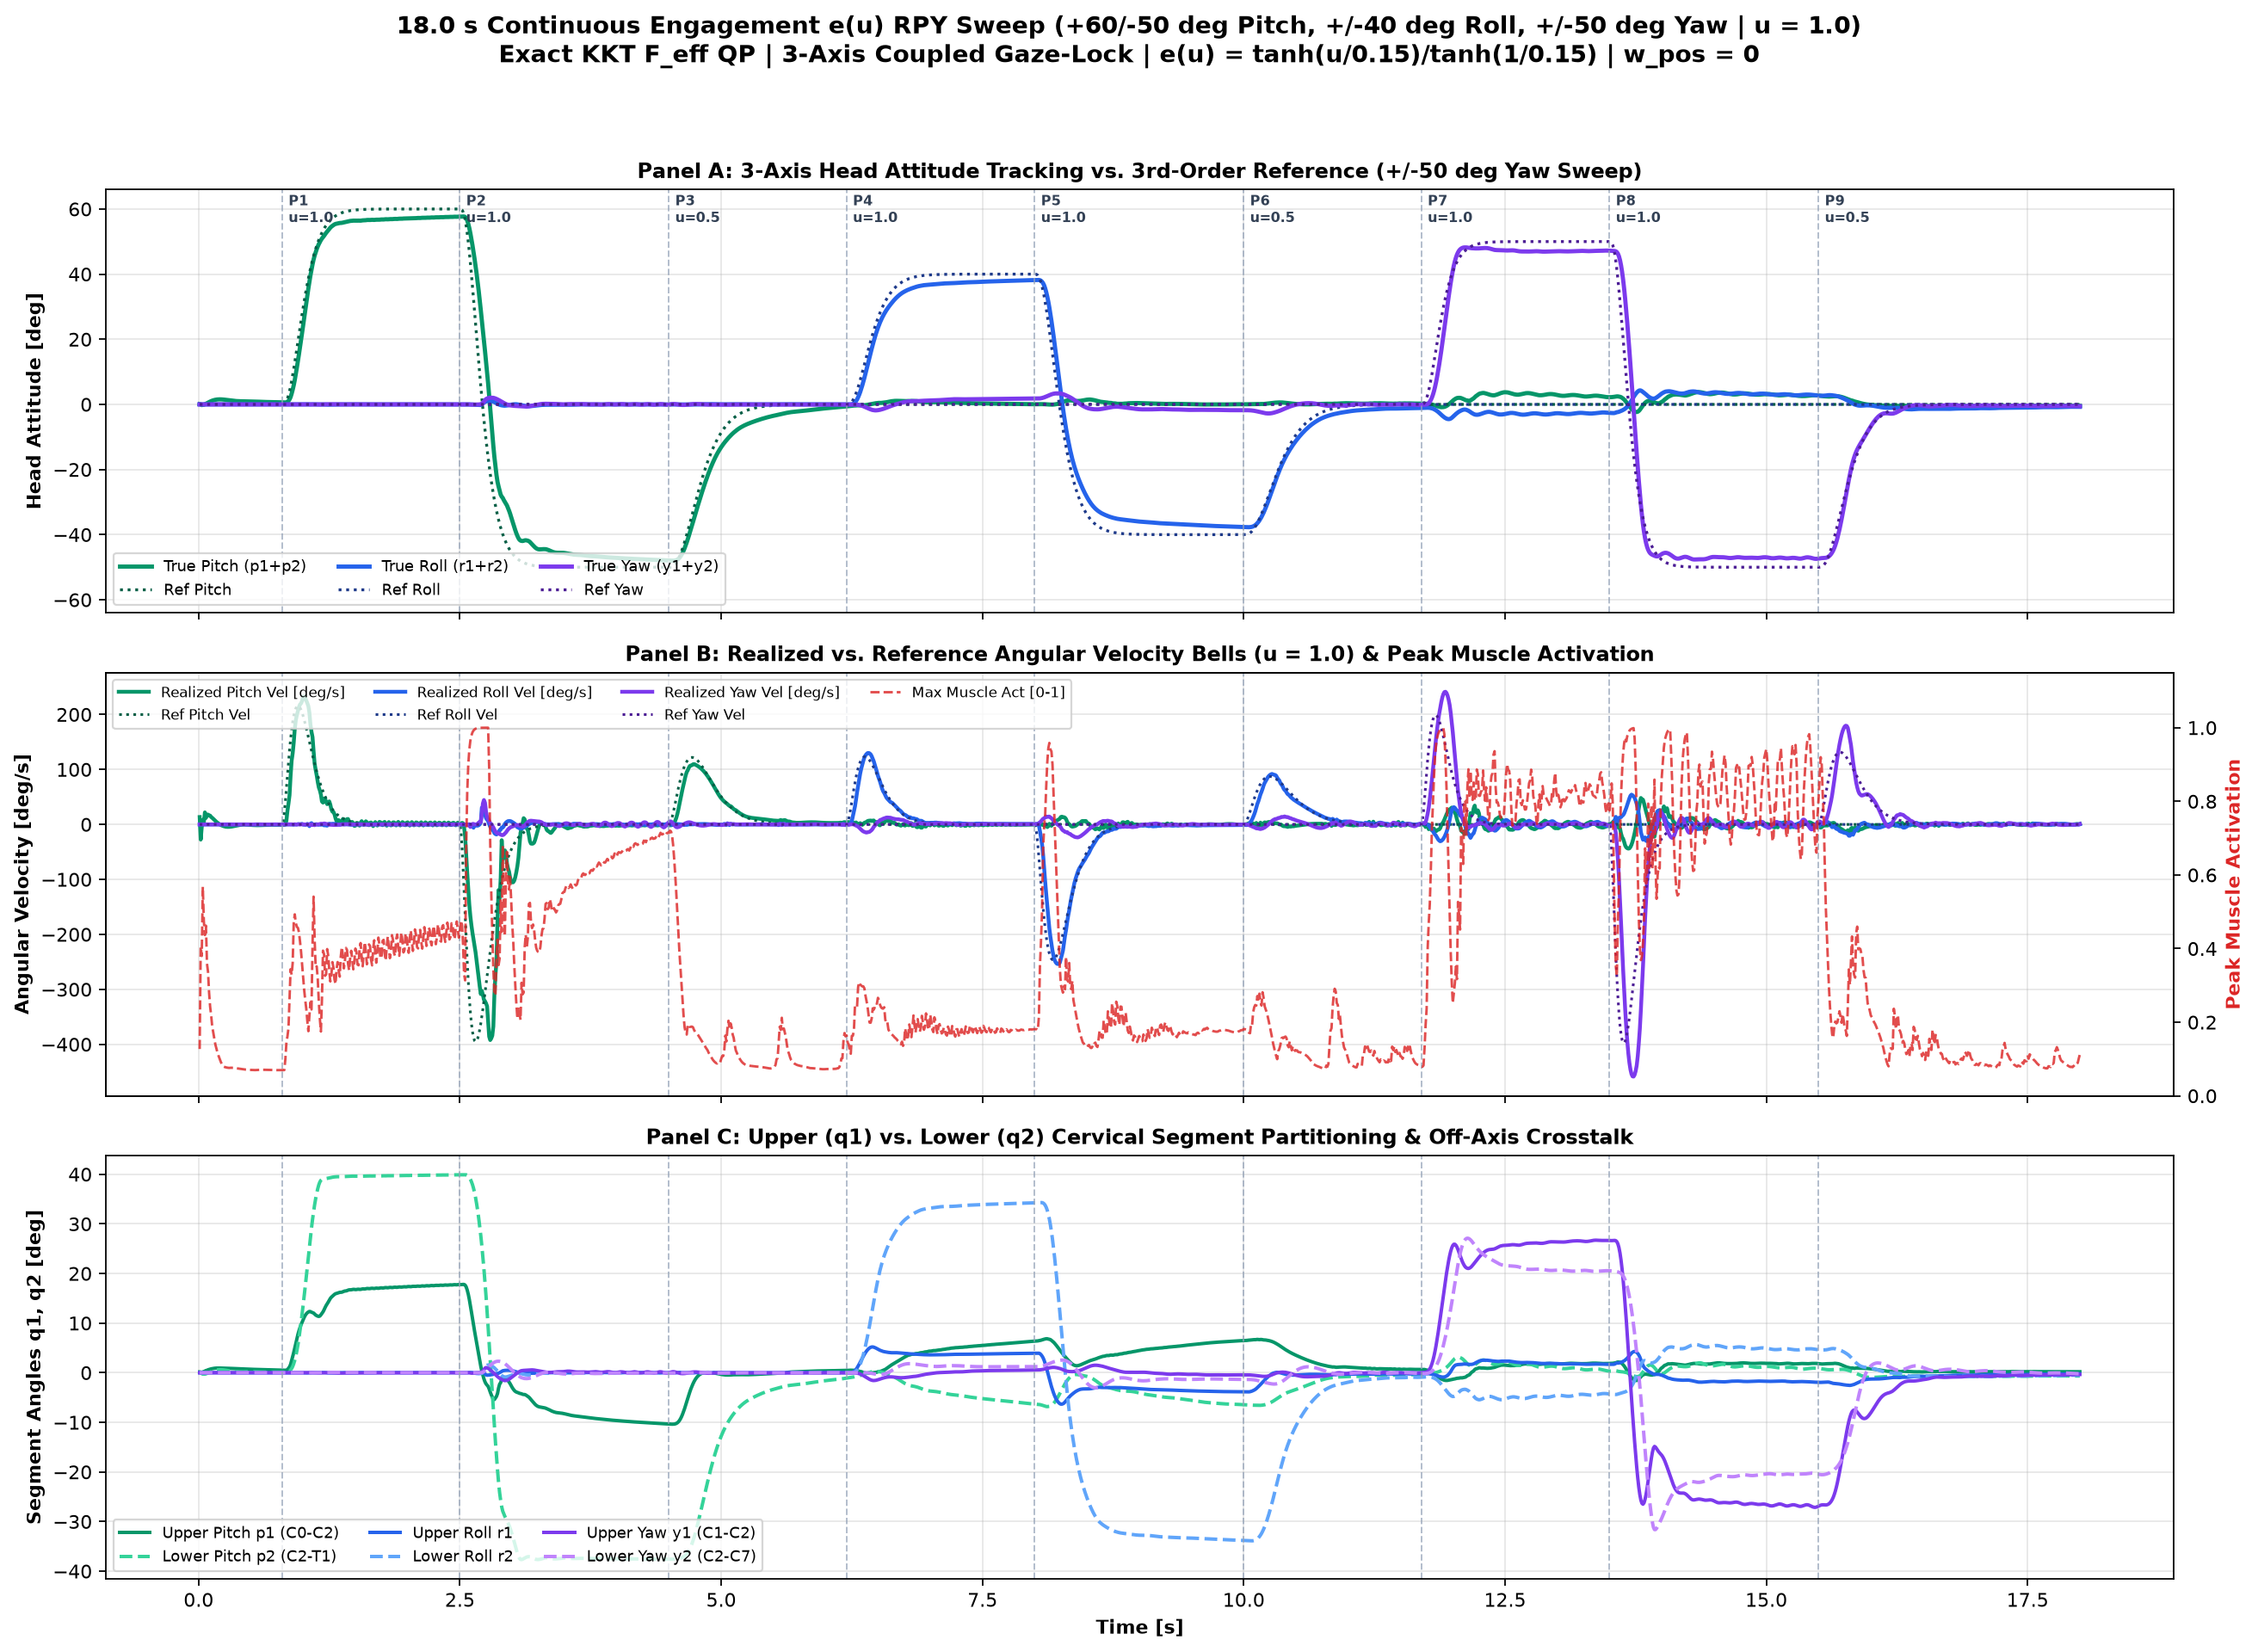 18.0 s Continuous Engagement e(u) RPY Sweep (+60/-50 deg Pitch, +/-40 deg Roll, +/-50 deg Yaw | u = 1.0)
Exact KKT F_eff QP | 3-Axis Coupled Gaze-Lock | e(u) = tanh(u/0.15)/tanh(1/0.15) | w_pos = 0
Panel A: 3-Axis Head Attitude Tracking vs. 3rd-Order Reference (+/-50 deg Yaw Sweep)
Head Attitude [deg]
60
40
20
0
−20
−40
−60
P1
u=1.0
P2
u=1.0
P3
u=0.5
P4
u=1.0
P5
u=1.0
P6
u=0.5
P7
u=1.0
P8
u=1.0
P9
u=0.5
True Pitch (p1+p2)
True Roll (r1+r2)
True Yaw (y1+y2)
Ref Pitch
Ref Roll
Ref Yaw
Panel B: Realized vs. Reference Angular Velocity Bells (u = 1.0) & Peak Muscle Activation
Angular Velocity [deg/s]
200
100
0
−100
−200
−300
−400
Realized Pitch Vel [deg/s]
Realized Roll Vel [deg/s]
Realized Yaw Vel [deg/s]
Max Muscle Act [0-1]
Ref Pitch Vel
Ref Roll Vel
Ref Yaw Vel
1.0
0.8
0.6
0.4
0.2
0.0
Peak Muscle Activation
Panel C: Upper (q1) vs. Lower (q2) Cervical Segment Partitioning & Off-Axis Crosstalk
Segment Angles q1, q2 [deg]
40
30
20
10
0
−10
−20
−30
−40
Upper Pitch p1 (C0-C2)
Upper Roll r1
Upper Yaw y1 (C1-C2)
Lower Pitch p2 (C2-T1)
Lower Roll r2
Lower Yaw y2 (C2-C7)
0.0
2.5
5.0
7.5
10.0
12.5
15.0
17.5
Time [s]